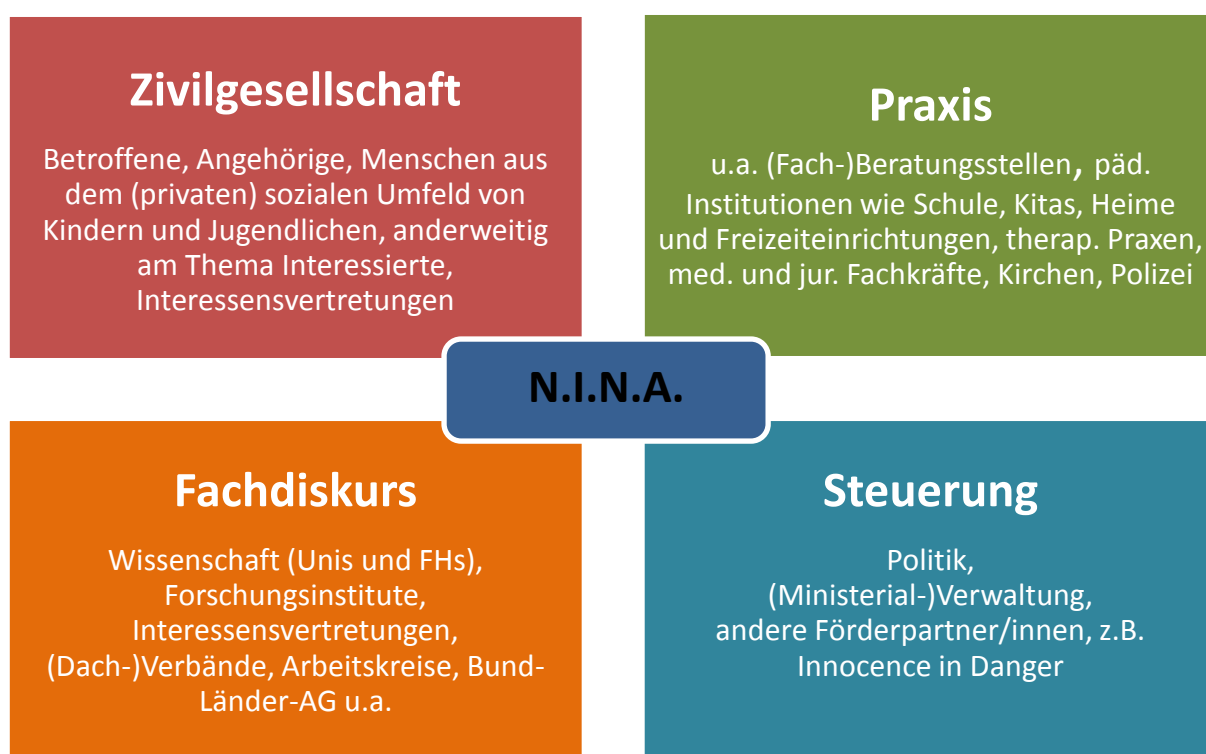 Zivilgesellschaft
Betroffene, Angehörige, Menschen aus
dem (privaten) sozialen Umfeld von
Kindern und Jugendlichen, anderweitig
am Thema Interessierte,
Interessensvertretungen
Praxis
u.a. (Fach-)Beratungsstellen, päd.
Institutionen wie Schule, Kitas, Heime
und Freizeiteinrichtungen, therap. Praxen,
med. und jur. Fachkräfte, Kirchen, Polizei
N.I.N.A.
Fachdiskurs
Wissenschaft (Unis und FHs),
Forschungsinstitute,
Interessensvertretungen,
(Dach-)Verbände, Arbeitskreise, Bund-
Länder-AG u.a.
Steuerung
Politik,
(Ministerial-)Verwaltung,
andere Förderpartner/innen, z.B.
Innocence in Danger